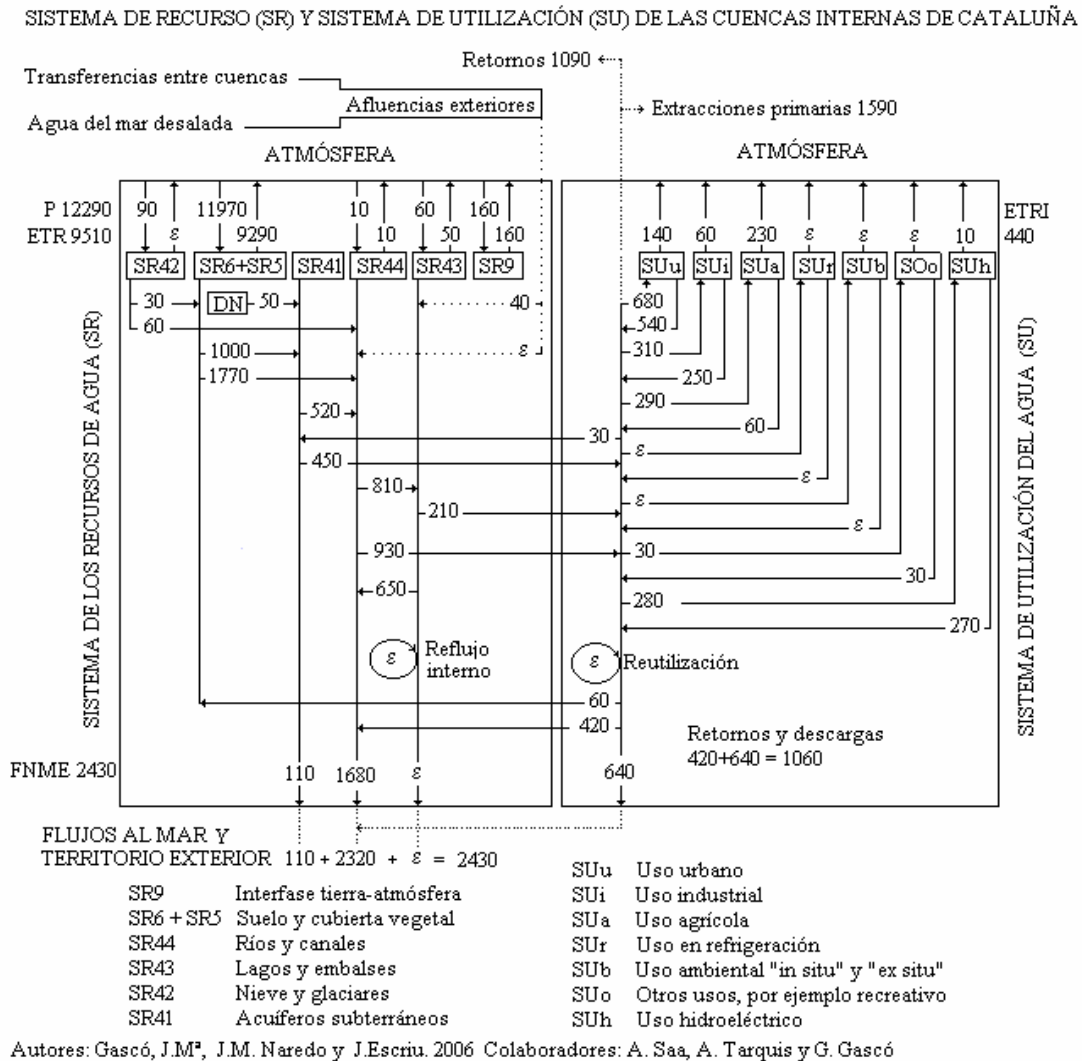 SISTEMA DE RECURSO (SR) Y SISTEMA DE UTILIZACIÓN (SU) DE LAS CUENCAS INTERNAS DE CATALUÑA
Retornos 1090
Transferencias entre cuencas
Afluencias exteriores
Extracciones primarias 1590
Agua del mar desalada
ATMÓSFERA
ATMÓSFERA
P 12290 90 11970 10 60 160
ETR 9510 ε 9290 10 50 160
140 60 230 ε ε ε 10
ETRI
440
SR42 SR6+SR5 SR41 SR44 SR43 SR9
SUu SUi SUa SUr SUb SOo SUh
30 DN 50 40 680
60 540
1000 ε 310
1770 250
290
520 60
30
450 ε
810 ε
210 ε
ε
930 30
650 30
280
270
ε Reflujo
interno
ε Reutilización
60
420
Retornos y descargas
420+640 = 1060
SISTEMA DE LOS RECURSOS DE AGUA (SR)
SISTEMA DE UTILIZACIÓN DEL AGUA (SU)
FNME 2430 110 1680 ε 640
FLUJOS AL MAR Y
TERRITORIO EXTERIOR 110 + 2320 + ε = 2430
SR9 Interfase tierra-atmósfera
SR6 + SR5 Suelo y cubierta vegetal
SR44 Ríos y canales
SR43 Lagos y embalses
SR42 Nieve y glaciares
SR41 Acuíferos subterráneos
SUu Uso urbano
SUi Uso industrial
SUa Uso agrícola
SUr Uso en refrigeración
SUb Uso ambiental "in situ" y "ex situ"
SUo Otros usos, por ejemplo recreativo
SUh Uso hidroeléctrico
Autores: Gascó, J.Mª, J.M. Naredo y J.Escriu. 2006 Colaboradores: A. Saa, A. Tarquis y G. Gascó